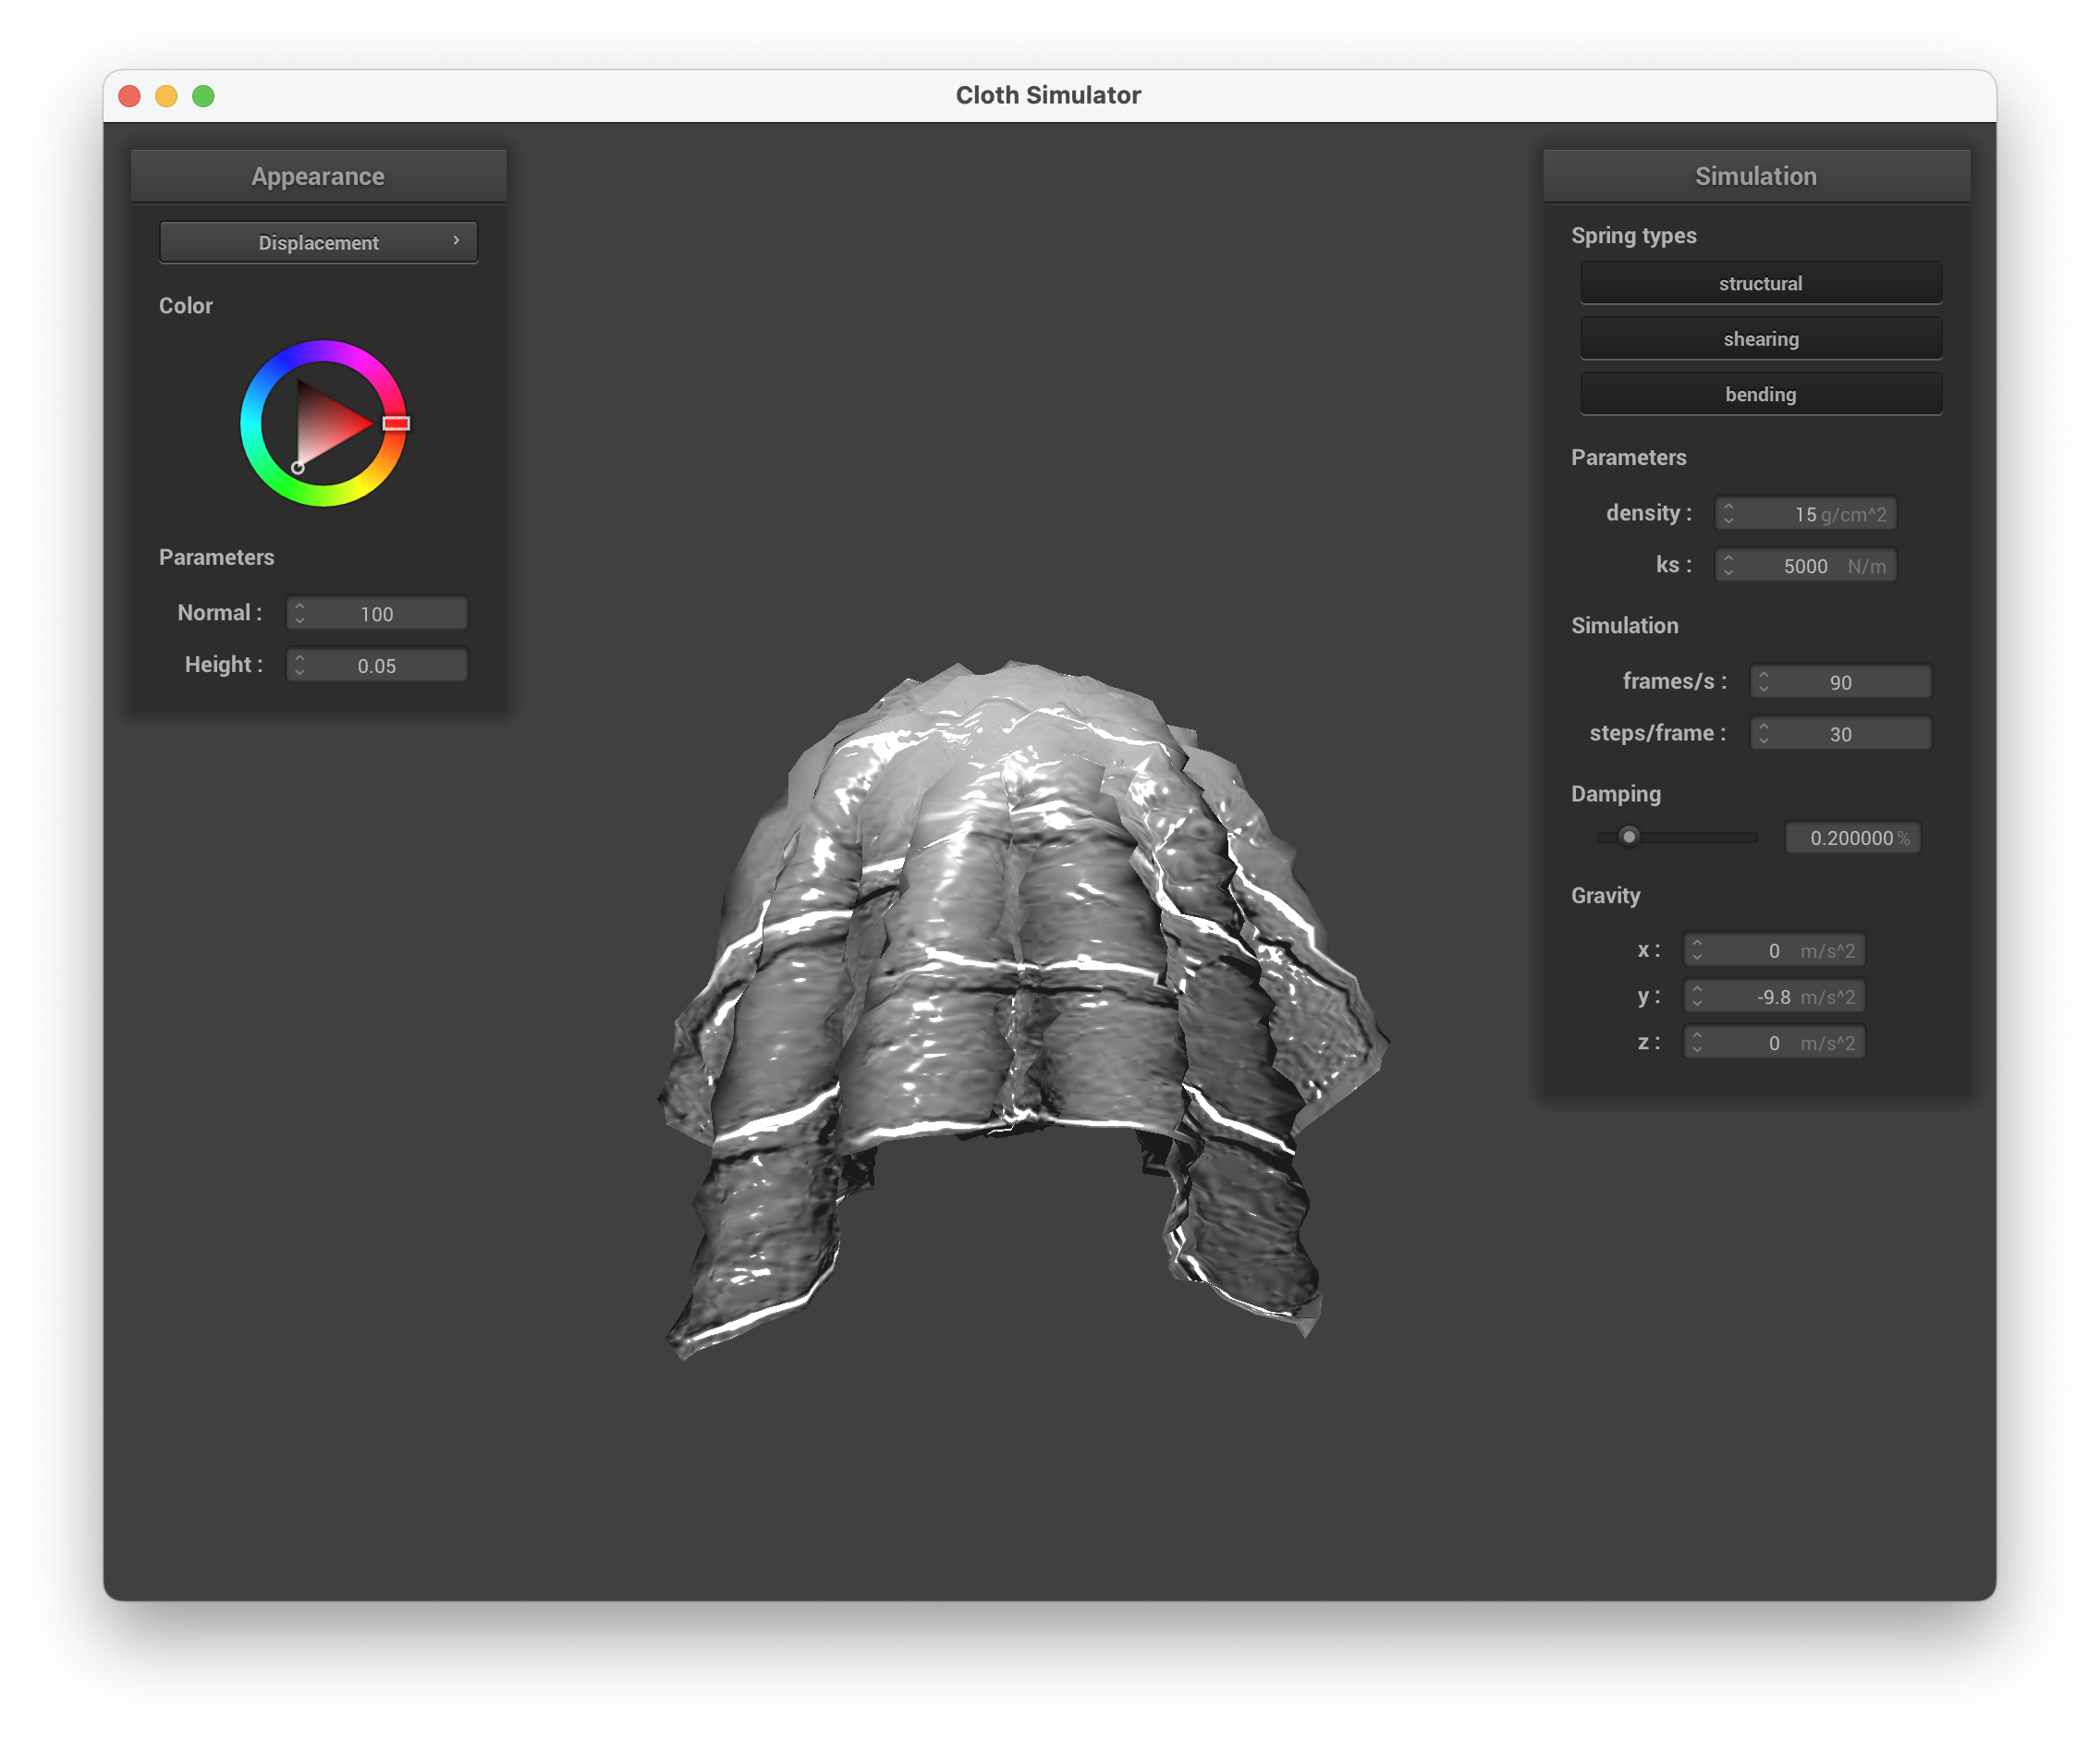 Cloth Simulator
Appearance
Displacement
Color
Parameters
Normal : 100
Height : 0.05
Simulation
Spring types
structural
shearing
bending
Parameters
density : 15 g/cm^2
ks : 5000 N/m
Simulation
frames/s : 90
steps/frame : 30
Damping
0.200000 %
Gravity
x : 0 m/s^2
y : -9.8 m/s^2
z : 0 m/s^2